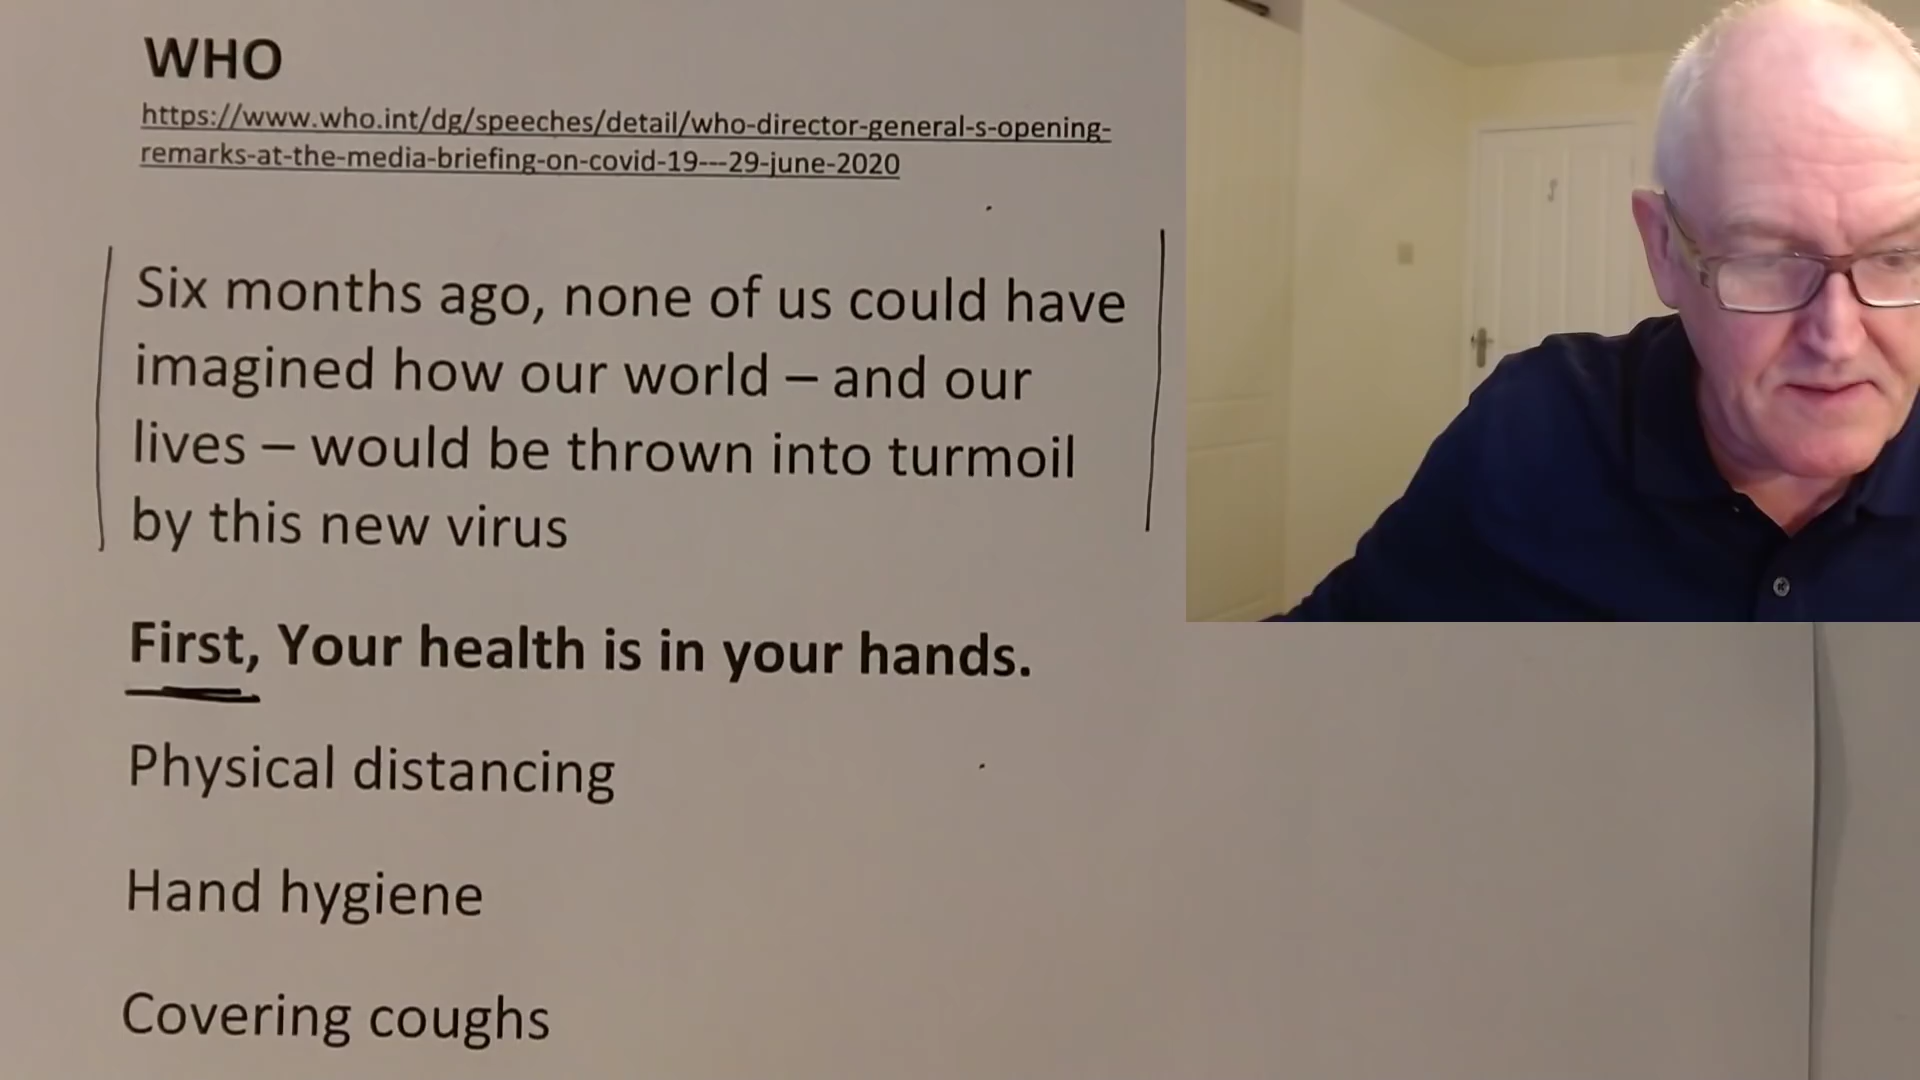 WHO
https://www.who.int/dg/speeches/detail/who-director-general-s-opening-
remarks-at-the-media-briefing-on-covid-19---29-june-2020
Six months ago, none of us could have
imagined how our world – and our
lives – would be thrown into turmoil
by this new virus
First, Your health is in your hands.
Physical distancing
Hand hygiene
Covering coughs